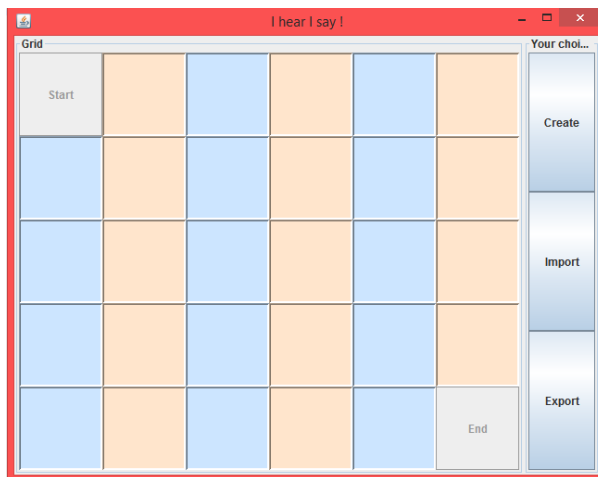 I hear I say !
Grid
Your choi...
Start
Create
Import
Export
End